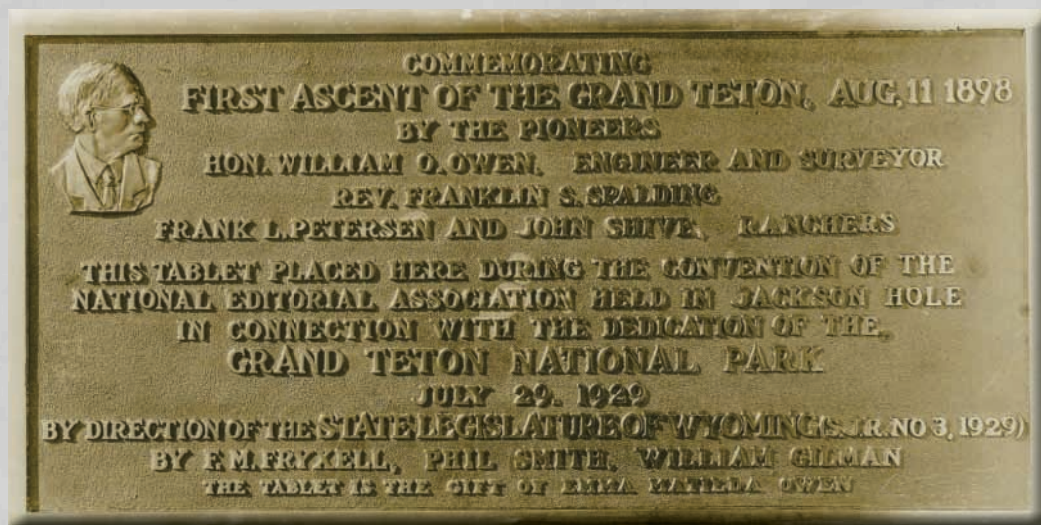 COMMEMORATING
FIRST ASCENT OF THE GRAND TETON, AUG, 11 1898
BY THE PIONEERS
HON. WILLIAM O. OWEN, ENGINEER AND SURVEYOR
REV. FRANKLIN S. SPALDING
FRANK L. PETERSEN AND JOHN SHIVE, RANCHERS
THIS TABLET PLACED HERE DURING THE CONVENTION OF THE
NATIONAL EDITORIAL ASSOCIATION HELD IN JACKSON HOLE
IN CONNECTION WITH THE DEDICATION OF THE,
GRAND TETON NATIONAL PARK
JULY 29. 1929
BY DIRECTION OF THE STATE LEGISLATURE OF WYOMING (S.J.R. NO 3, 1929)
BY F.M. FRYXELL, PHIL SMITH, WILLIAM GILMAN
THE TABLET IS THE GIFT OF EMMA MATILDA OWEN